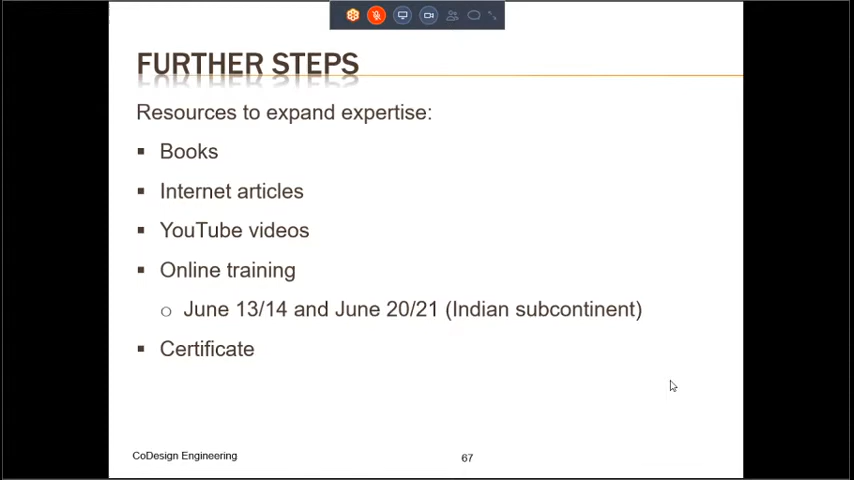 FURTHER STEPS
Resources to expand expertise:
▪ Books
▪ Internet articles
▪ YouTube videos
▪ Online training
o June 13/14 and June 20/21 (Indian subcontinent)
▪ Certificate
CoDesign Engineering
67